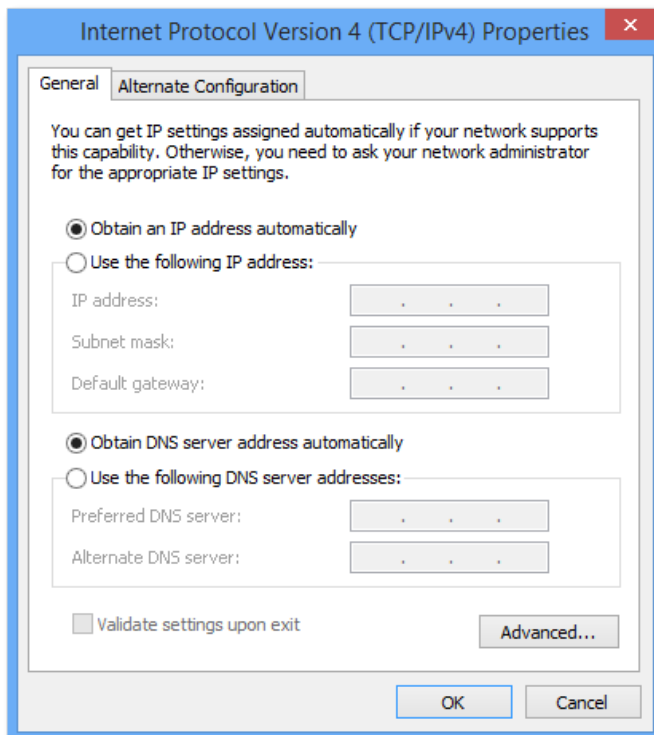 Internet Protocol Version 4 (TCP/IPv4) Properties
General
Alternate Configuration
You can get IP settings assigned automatically if your network supports
this capability. Otherwise, you need to ask your network administrator
for the appropriate IP settings.
Obtain an IP address automatically
Use the following IP address:
IP address:
Subnet mask:
Default gateway:
Obtain DNS server address automatically
Use the following DNS server addresses:
Preferred DNS server:
Alternate DNS server:
Validate settings upon exit
Advanced...
OK
Cancel